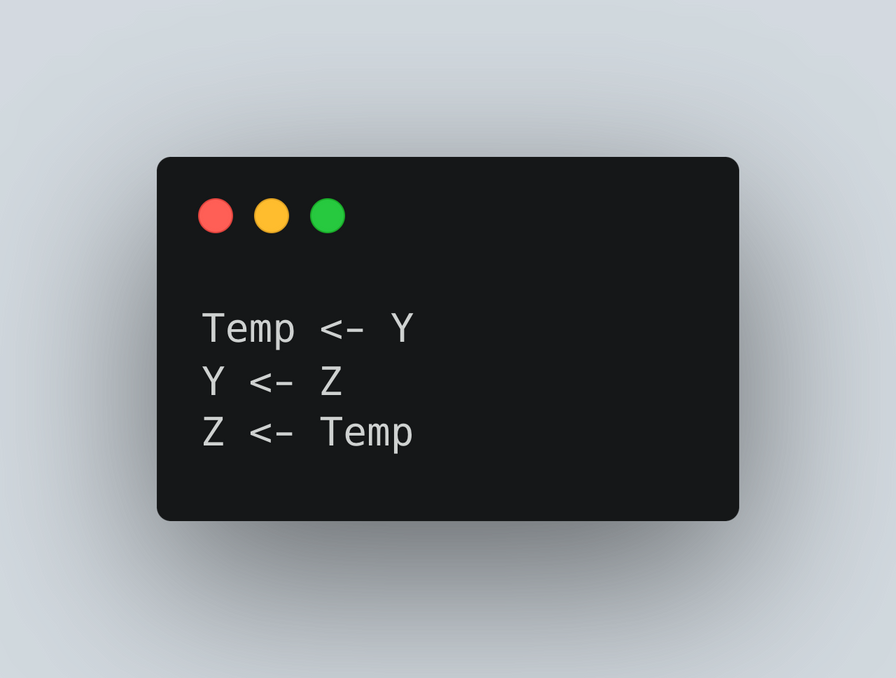 Temp <- Y
Y <- Z
Z <- Temp